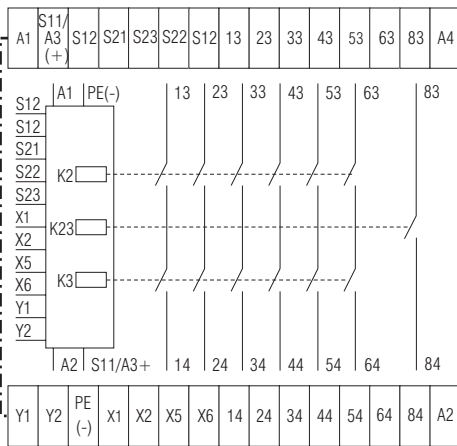 A1 S11/A3(+) S12 S21 S23 S22 S12 13 23 33 43 53 63 83 A4
A1 PE(-) 13 23 33 43 53 63 83
S12
S12
S21
S22
S23
X1
X2
X5
X6
Y1
Y2
K2
K23
K3
A2 S11/A3+ 14 24 34 44 54 64 84
Y1 Y2 PE(-) X1 X2 X5 X6 14 24 34 44 54 64 84 A2